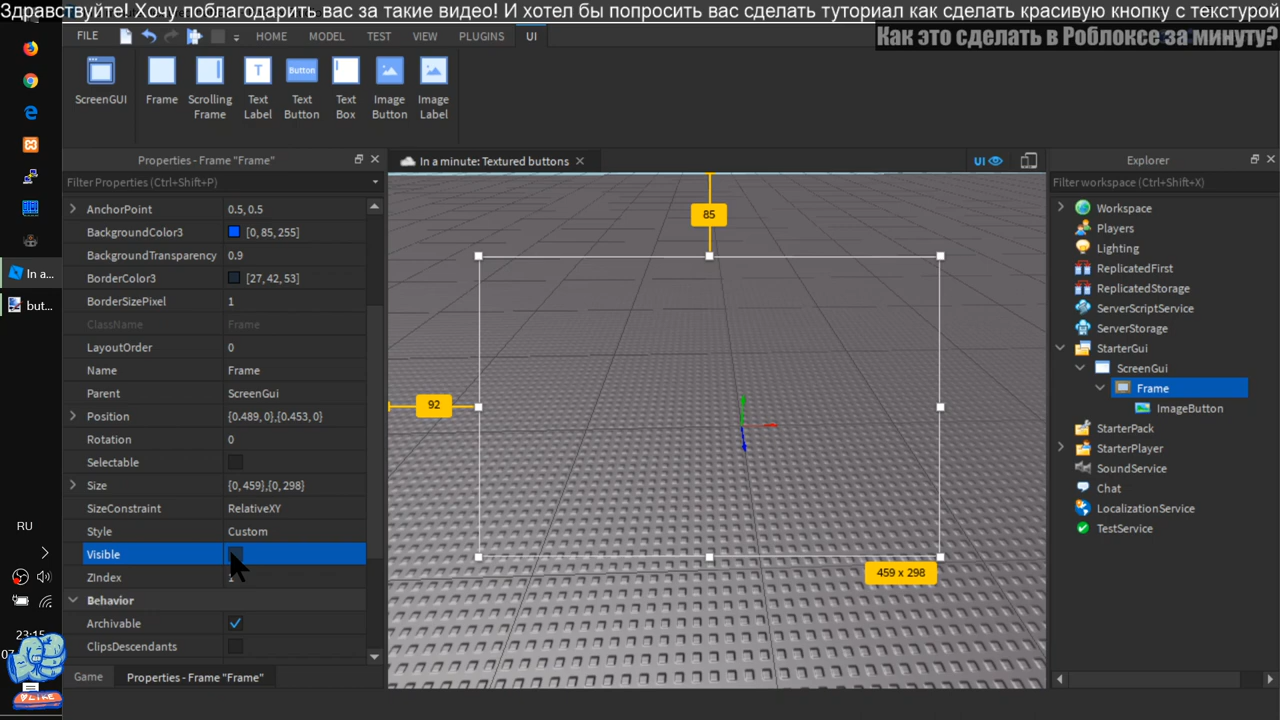 Здравствуйте! Хочу поблагодарить вас за такие видео! И хотел бы попросить вас сделать туториал как сделать красивую кнопку с текстурой
Как это сделать в Роблоксе за минуту?
FILE HOME MODEL TEST VIEW PLUGINS UI
ScreenGUI
Frame
Scrolling Frame
Text Label
Button
Text Button
Text Box
Image Button
Image Label
Properties - Frame "Frame"
Filter Properties (Ctrl+Shift+P)
AnchorPoint 0.5, 0.5
BackgroundColor3 [0, 85, 255]
BackgroundTransparency 0.9
BorderColor3 [27, 42, 53]
BorderSizePixel 1
ClassName Frame
LayoutOrder 0
Name Frame
Parent ScreenGui
Position {0.489, 0},{0.453, 0}
Rotation 0
Selectable
Size {0, 459},{0, 298}
SizeConstraint RelativeXY
Style Custom
Visible
ZIndex
Behavior
Archivable
ClipsDescendants
Game Properties - Frame "Frame"
In a minute: Textured buttons
UI
85
92
459 x 298
Explorer
Filter workspace (Ctrl+Shift+X)
Workspace
Players
Lighting
ReplicatedFirst
ReplicatedStorage
ServerScriptService
ServerStorage
StarterGui
ScreenGui
Frame
ImageButton
StarterPack
StarterPlayer
SoundService
Chat
LocalizationService
TestService
In a...
but...
RU
23:15
LIKE